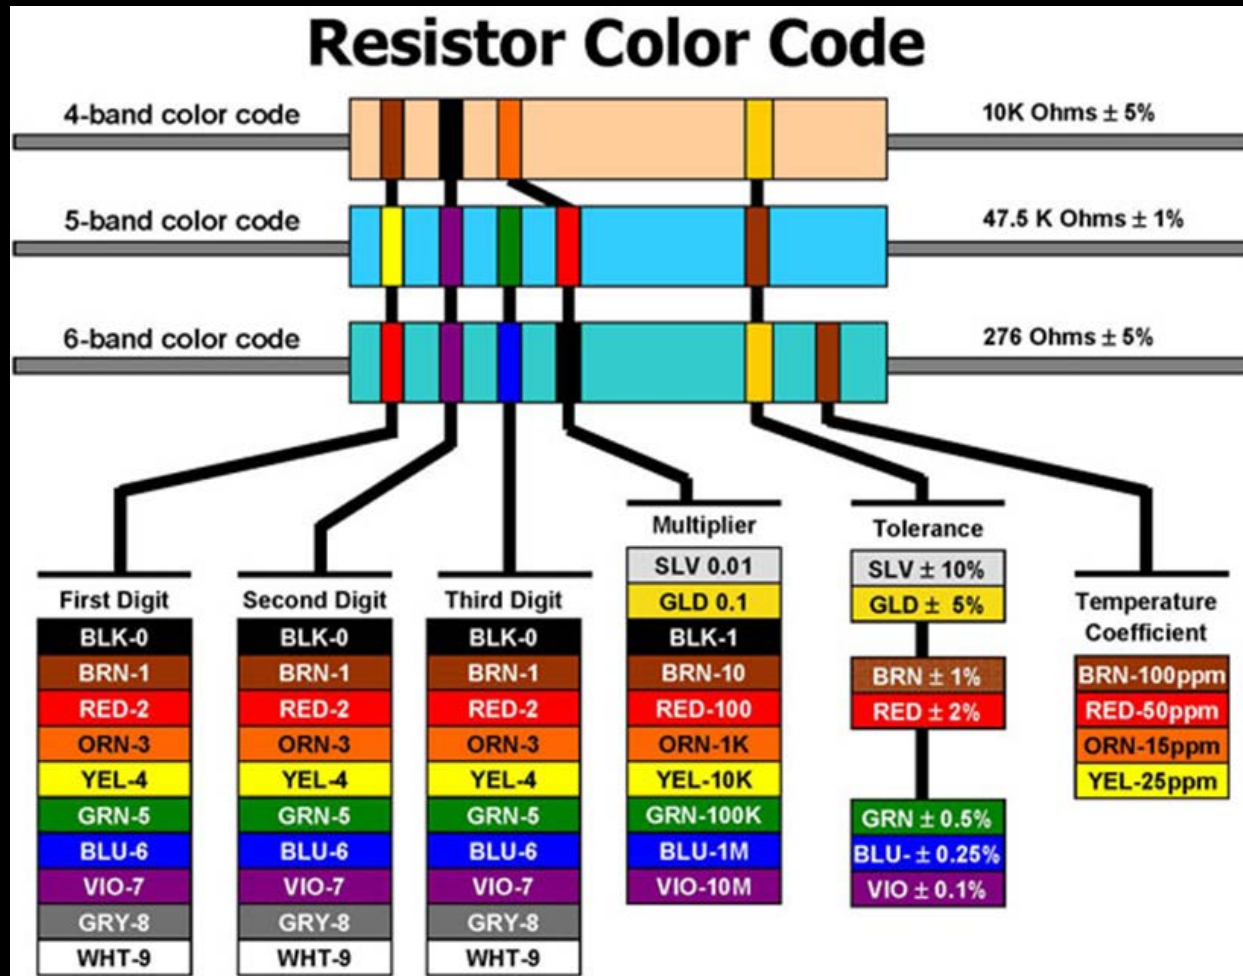 Resistor Color Code
4-band color code
10K Ohms ± 5%
5-band color code
47.5 K Ohms ± 1%
6-band color code
276 Ohms ± 5%
First Digit
BLK-0
BRN-1
RED-2
ORN-3
YEL-4
GRN-5
BLU-6
VIO-7
GRY-8
WHT-9
Second Digit
BLK-0
BRN-1
RED-2
ORN-3
YEL-4
GRN-5
BLU-6
VIO-7
GRY-8
WHT-9
Third Digit
BLK-0
BRN-1
RED-2
ORN-3
YEL-4
GRN-5
BLU-6
VIO-7
GRY-8
WHT-9
Multiplier
SLV 0.01
GLD 0.1
BLK-1
BRN-10
RED-100
ORN-1K
YEL-10K
GRN-100K
BLU-1M
VIO-10M
Tolerance
SLV ± 10%
GLD ± 5%
BRN ± 1%
RED ± 2%
GRN ± 0.5%
BLU- ± 0.25%
VIO ± 0.1%
Temperature
Coefficient
BRN-100ppm
RED-50ppm
ORN-15ppm
YEL-25ppm